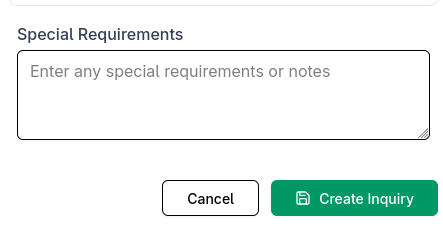 Special Requirements
Enter any special requirements or notes
Cancel
Create Inquiry